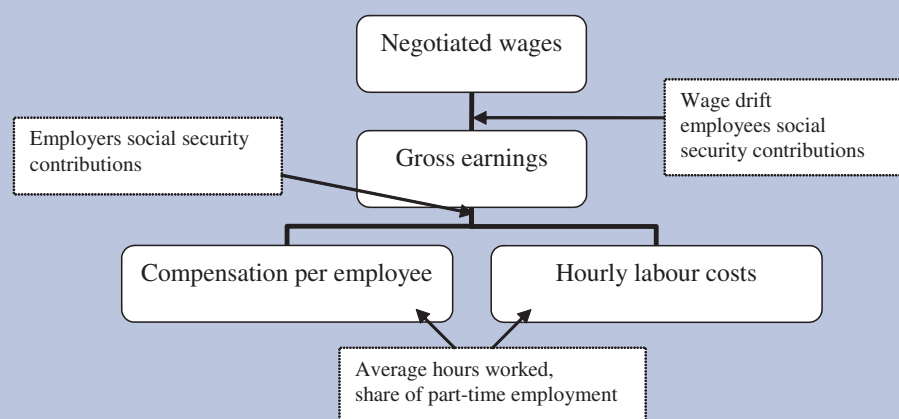 Negotiated wages
Wage drift
employees social
security contributions
Employers social security
contributions
Gross earnings
Compensation per employee
Hourly labour costs
Average hours worked,
share of part-time employment